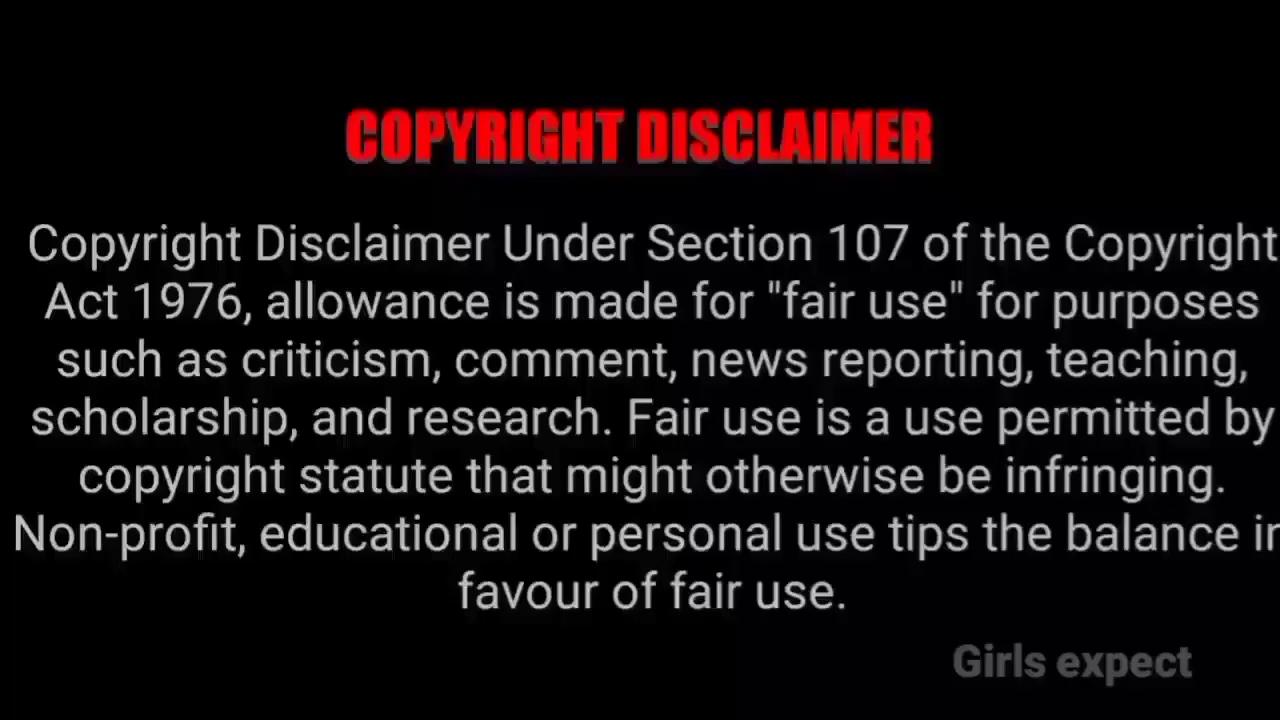 COPYRIGHT DISCLAIMER
Copyright Disclaimer Under Section 107 of the Copyright
Act 1976, allowance is made for "fair use" for purposes
such as criticism, comment, news reporting, teaching,
scholarship, and research. Fair use is a use permitted by
copyright statute that might otherwise be infringing.
Non-profit, educational or personal use tips the balance in
favour of fair use.
Girls expect